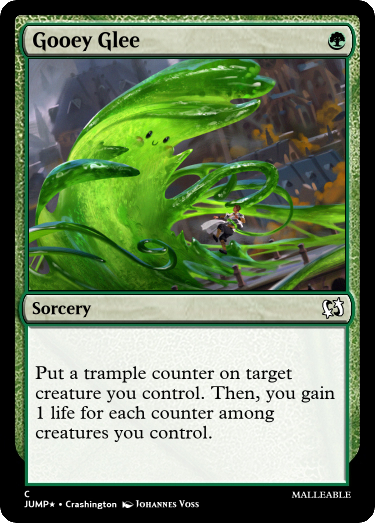 Gooey Glee
Sorcery
Put a trample counter on target
creature you control. Then, you gain
1 life for each counter among
creatures you control.
C
JUMP★ • Crashington Johannes Voss
MALLEABLE